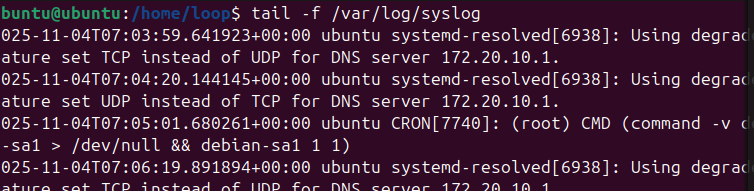 buntu@ubuntu:/home/loop$ tail -f /var/log/syslog
025-11-04T07:03:59.641923+00:00 ubuntu systemd-resolved[6938]: Using degrad
ature set TCP instead of UDP for DNS server 172.20.10.1.
025-11-04T07:04:20.144145+00:00 ubuntu systemd-resolved[6938]: Using degrad
ature set UDP instead of TCP for DNS server 172.20.10.1.
025-11-04T07:05:01.680261+00:00 ubuntu CRON[7740]: (root) CMD (command -v d
-sa1 > /dev/null && debian-sa1 1 1)
025-11-04T07:06:19.891894+00:00 ubuntu systemd-resolved[6938]: Using degrad
ature set TCP instead of UDP for DNS server 172.20.10.1